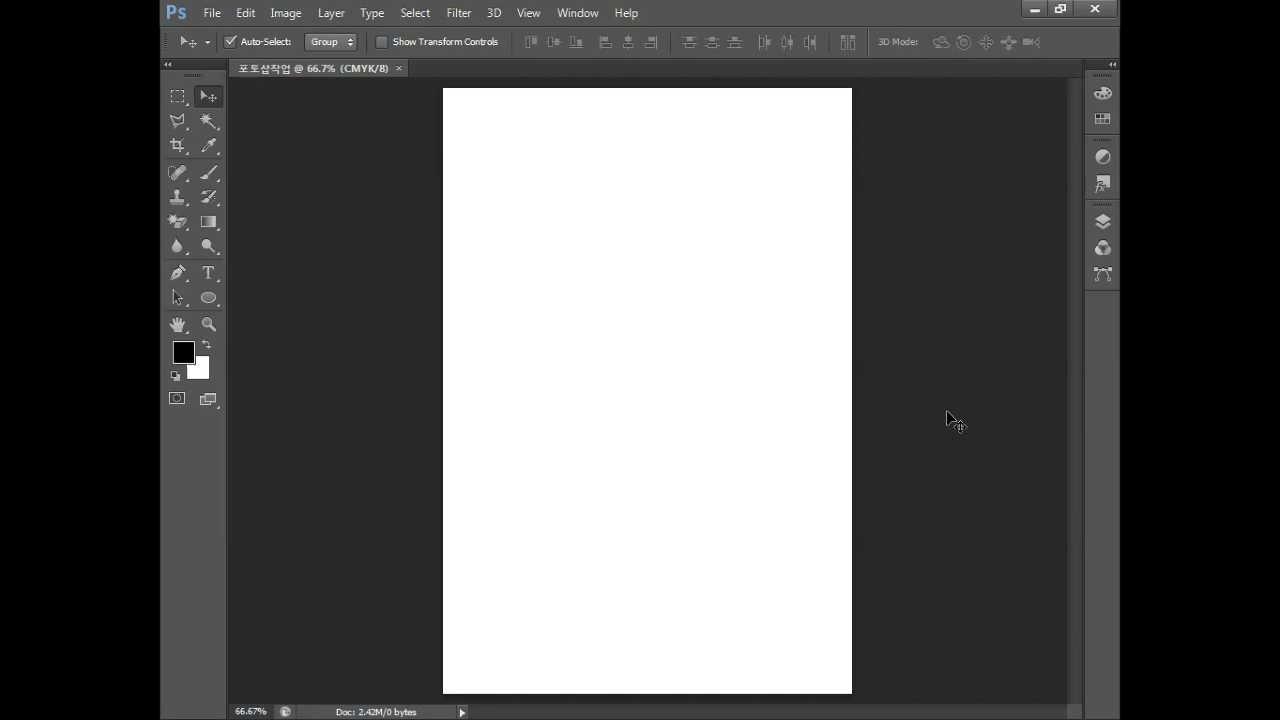 Ps File Edit Image Layer Type Select Filter 3D View Window Help
Auto-Select: Group Show Transform Controls 3D Mode:
포토샵작업 @ 66.7% (CMYK/8) ×
T
66.67% Doc: 2.42M/0 bytes